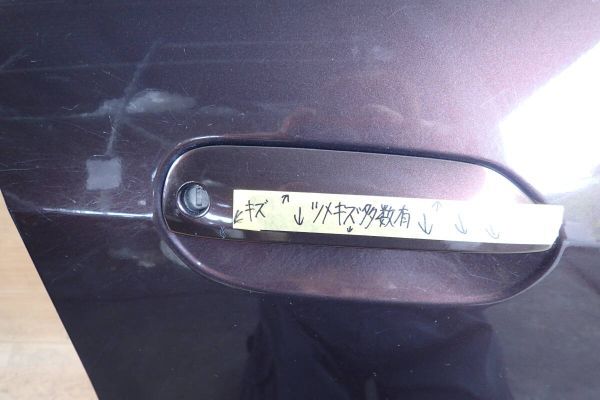 ←キズ ↑ ↓ ツメキズ多数有 ↓ ↓ ↑ ↓ ↓